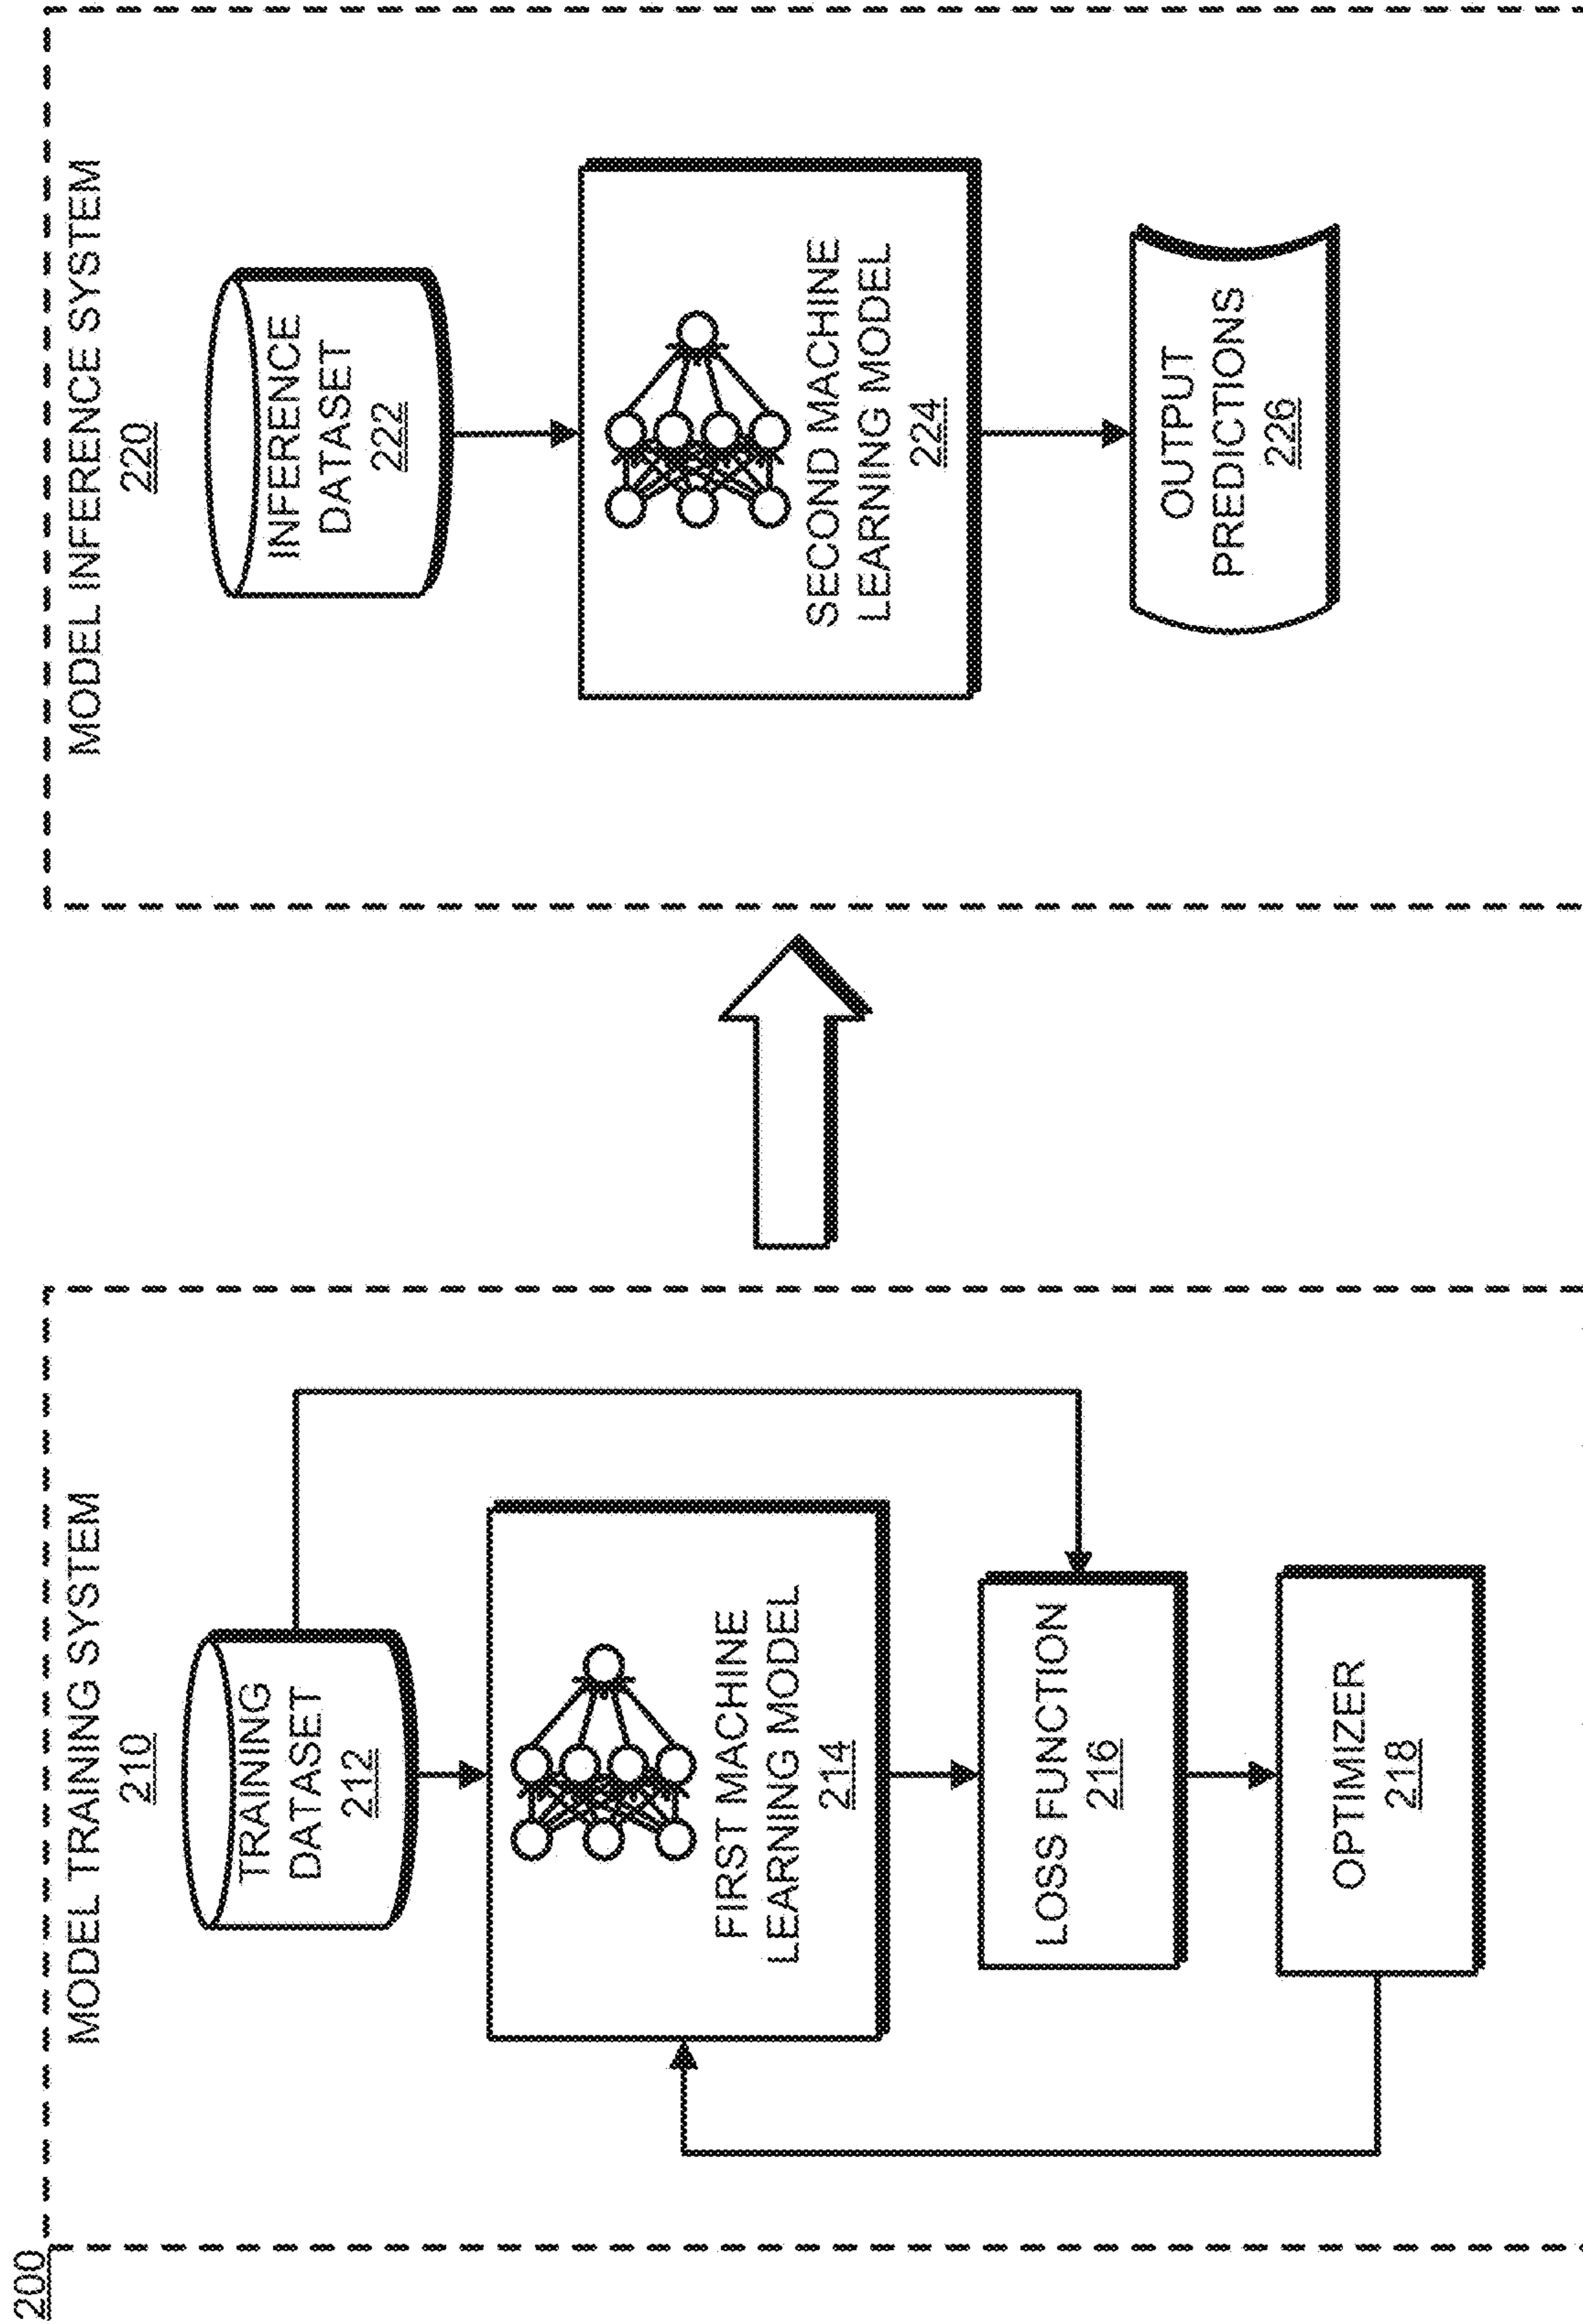 200
MODEL TRAINING SYSTEM
210
TRAINING
DATASET
212
FIRST MACHINE
LEARNING MODEL
214
LOSS FUNCTION
216
OPTIMIZER
218
MODEL INFERENCE SYSTEM
220
INFERENCE
DATASET
222
SECOND MACHINE
LEARNING MODEL
224
OUTPUT
PREDICTIONS
226